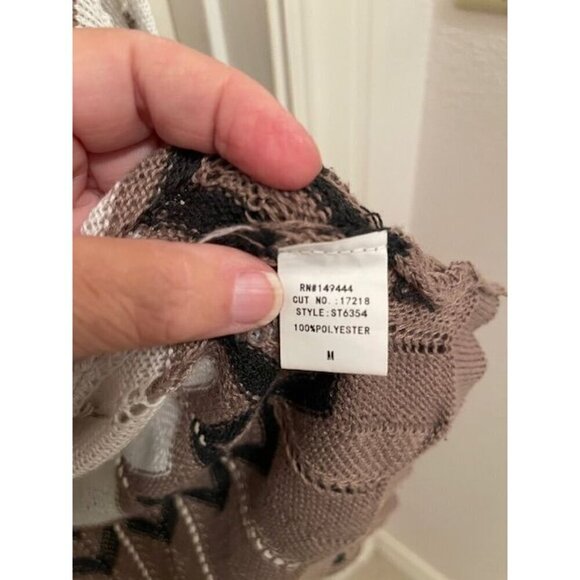 RN#149444
CUT NO. :17218
STYLE:ST6354
100%POLYESTER
M